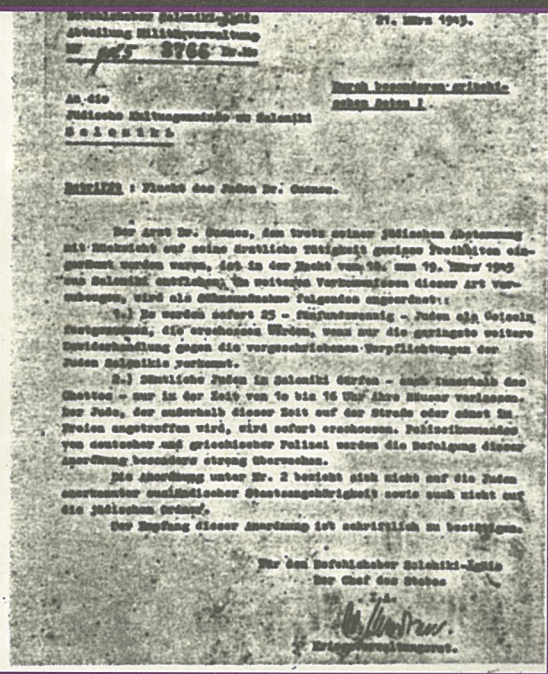 Befehlshaber Saloniki-Ägäis
Abteilung Militärverwaltung
3766
21. März 1943.
Durch besonderen griechi-
schen Boten !
An die
Jüdische Kultusgemeinde zu Saloniki
Saloniki
Betrifft : Flucht des Juden Dr. Cuenca.
Der Arzt Dr. Cuenca, dem trotz seiner jüdischen Abstammung
mit Rücksicht auf seine ärztliche Tätigkeit gewisse Freiheiten ein-
geräumt worden waren, ist in der Nacht vom 18. zum 19. März 1943
aus Saloniki entflohen. Um weiteren Vorkommnissen dieser Art vor-
zubeugen, wird als Sühnemaßnahme folgendes angeordnet:
1.) Es werden sofort 25 - fünfundzwanzig - Juden als Geiseln
festgenommen, die erschossen würden, wenn nur die geringste weitere
Zuwiderhandlung gegen die vorgeschriebenen Verpflichtungen der
Juden Salonikis
2.) Sämtliche Juden in Saloniki dürfen - auch innerhalb des
Ghettos - nur in der Zeit von 10 bis 16 Uhr ihre Häuser verlassen.
Der Jude, der außerhalb dieser Zeit auf der Straße oder sonst im
Freien angetroffen wird, wird sofort erschossen.
von deutscher und griechischer Polizei werden die Befolgung dieser
Anordnung besonders streng überwachen.
Die Anordnung unter Nr. 2 bezieht sich nicht auf die Juden
anerkannter ausländischer Staatsangehörigkeit sowie auch nicht auf
die jüdischen Ordner.
Der Empfang dieser Anordnung ist schriftlich zu bestätigen.
Für den Befehlshaber Saloniki-Ägäis
Der Chef des Stabes
Kriegsverwaltungsrat.